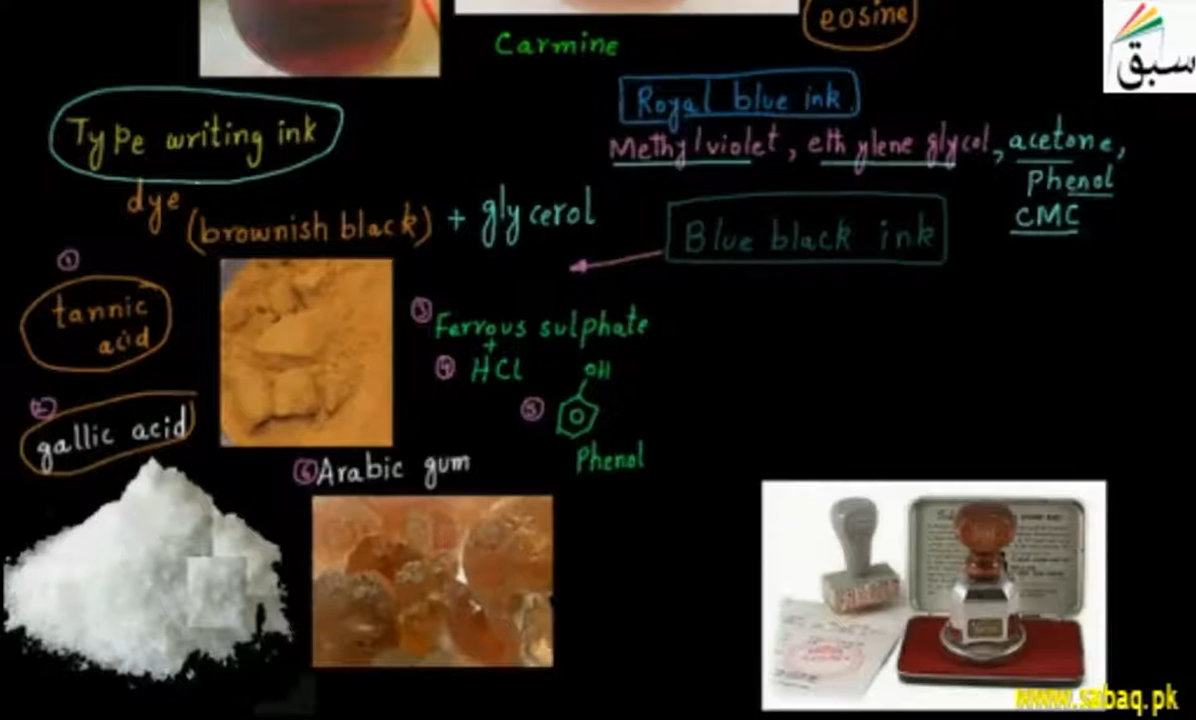 eosine
Carmine
سبق
Type writing ink
Royal blue ink
Methylviolet, ethylene glycol, acetone,
Phenol
CMC
dye (brownish black) + glycerol
Blue black ink
① tannic
acid
③ Ferrous sulphate
+
④ HCl
OH
⑤
Phenol
② gallic acid
⑥ Arabic gum
www.sabaq.pk